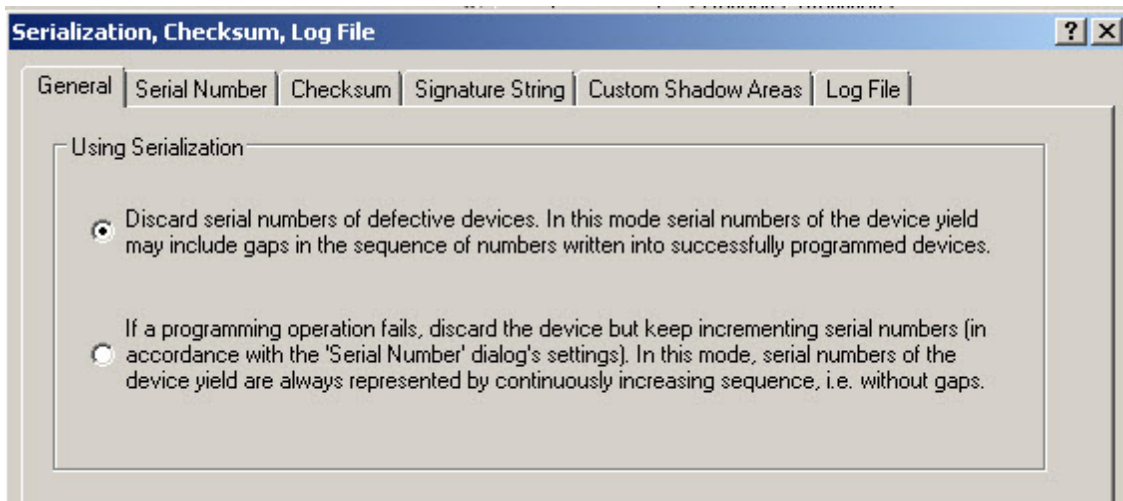 Serialization, Checksum, Log File
General Serial Number Checksum Signature String Custom Shadow Areas Log File
Using Serialization
Discard serial numbers of defective devices. In this mode serial numbers of the device yield
may include gaps in the sequence of numbers written into successfully programmed devices.
If a programming operation fails, discard the device but keep incrementing serial numbers (in
accordance with the 'Serial Number' dialog's settings). In this mode, serial numbers of the
device yield are always represented by continuously increasing sequence, i.e. without gaps.